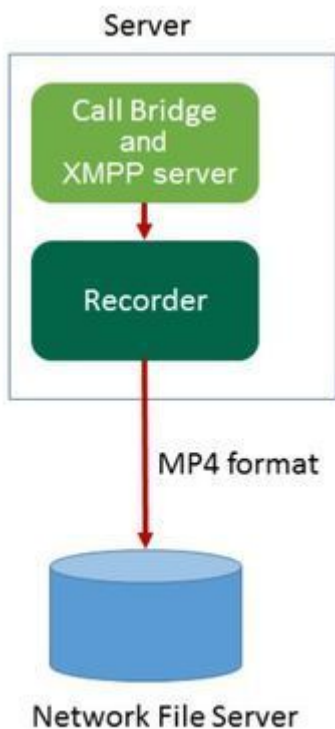 Server
Call Bridge
and
XMPP server
Recorder
MP4 format
Network File Server